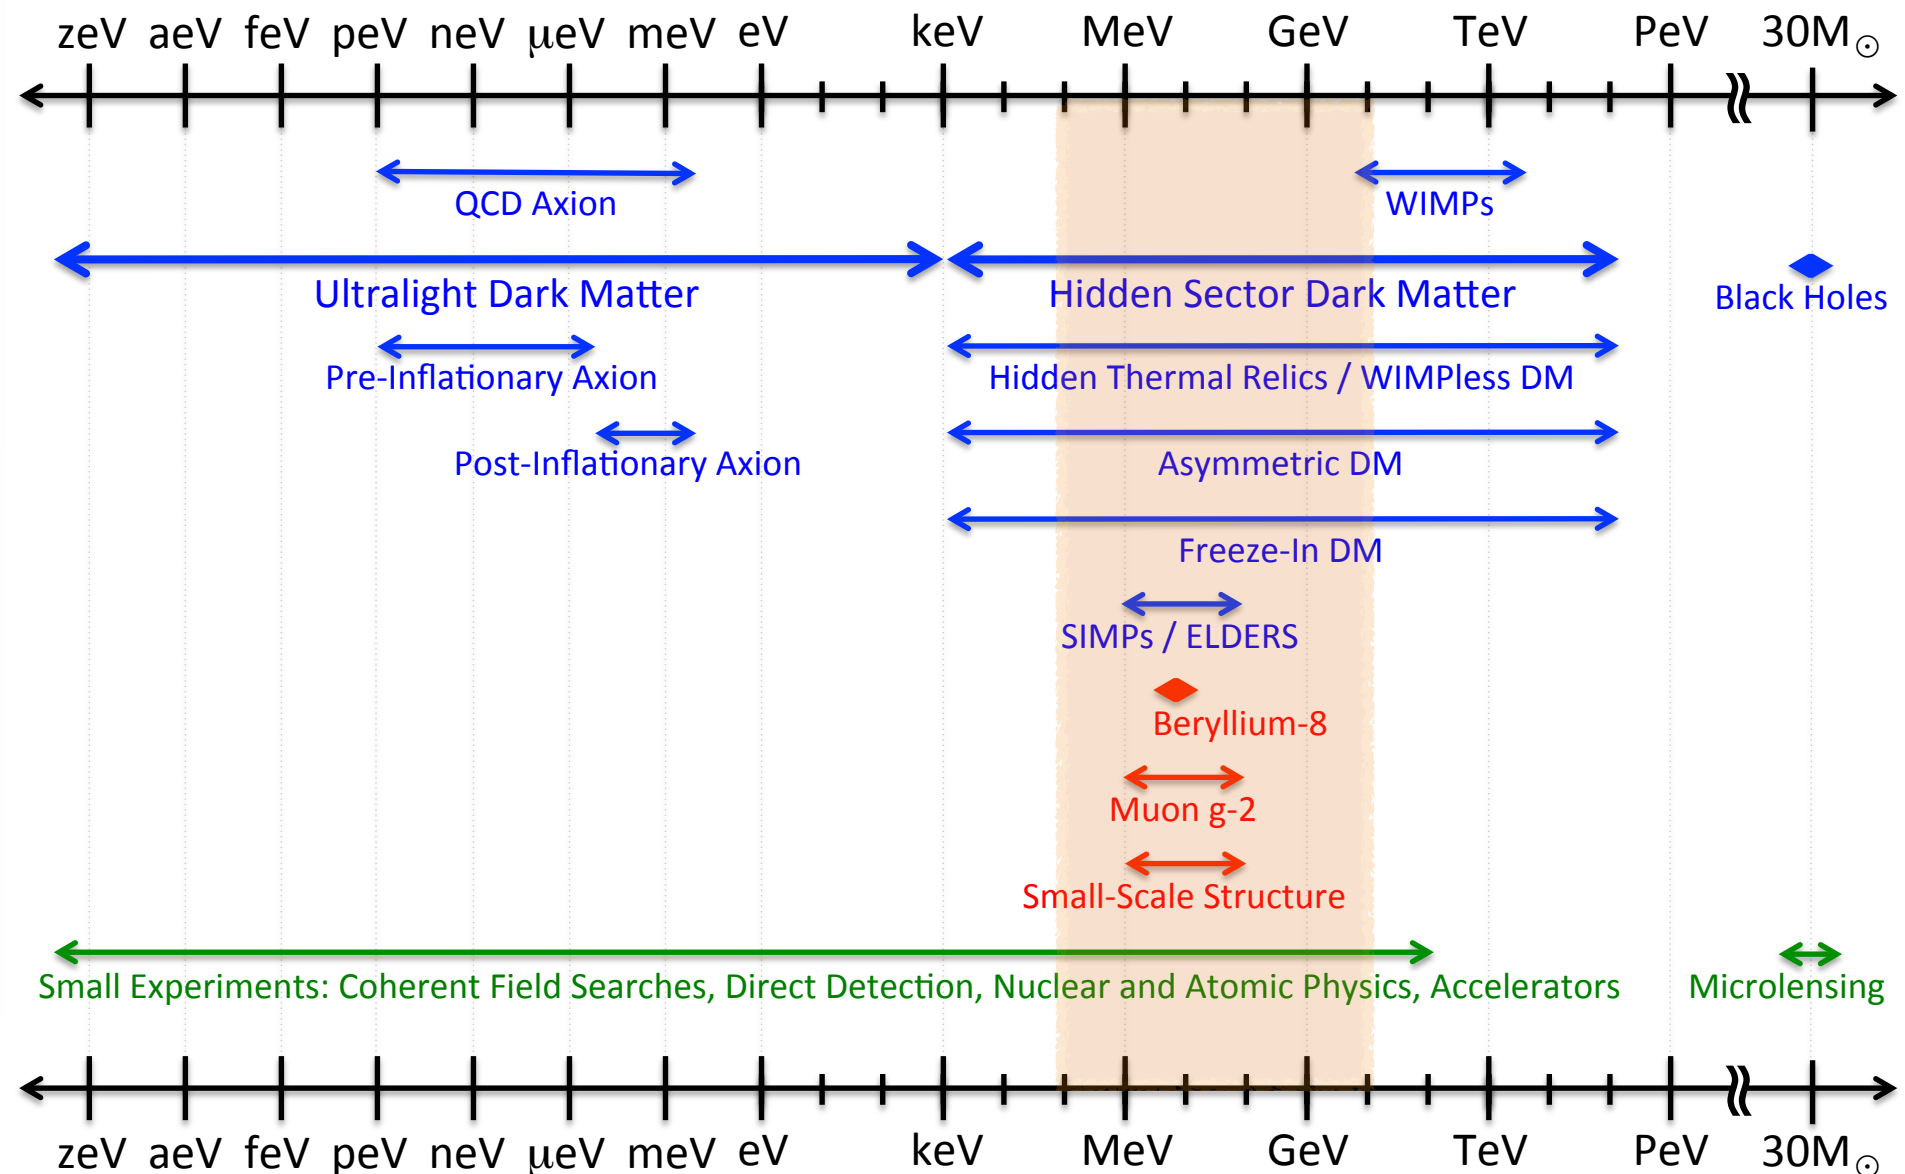 zeV aeV feV peV neV μeV meV eV keV MeV GeV TeV PeV 30M☉
QCD Axion
WIMPs
Ultralight Dark Matter
Hidden Sector Dark Matter
Black Holes
Pre-Inflationary Axion
Hidden Thermal Relics / WIMPless DM
Post-Inflationary Axion
Asymmetric DM
Freeze-In DM
SIMPs / ELDERS
Beryllium-8
Muon g-2
Small-Scale Structure
Small Experiments: Coherent Field Searches, Direct Detection, Nuclear and Atomic Physics, Accelerators
Microlensing
zeV aeV feV peV neV μeV meV eV keV MeV GeV TeV PeV 30M☉